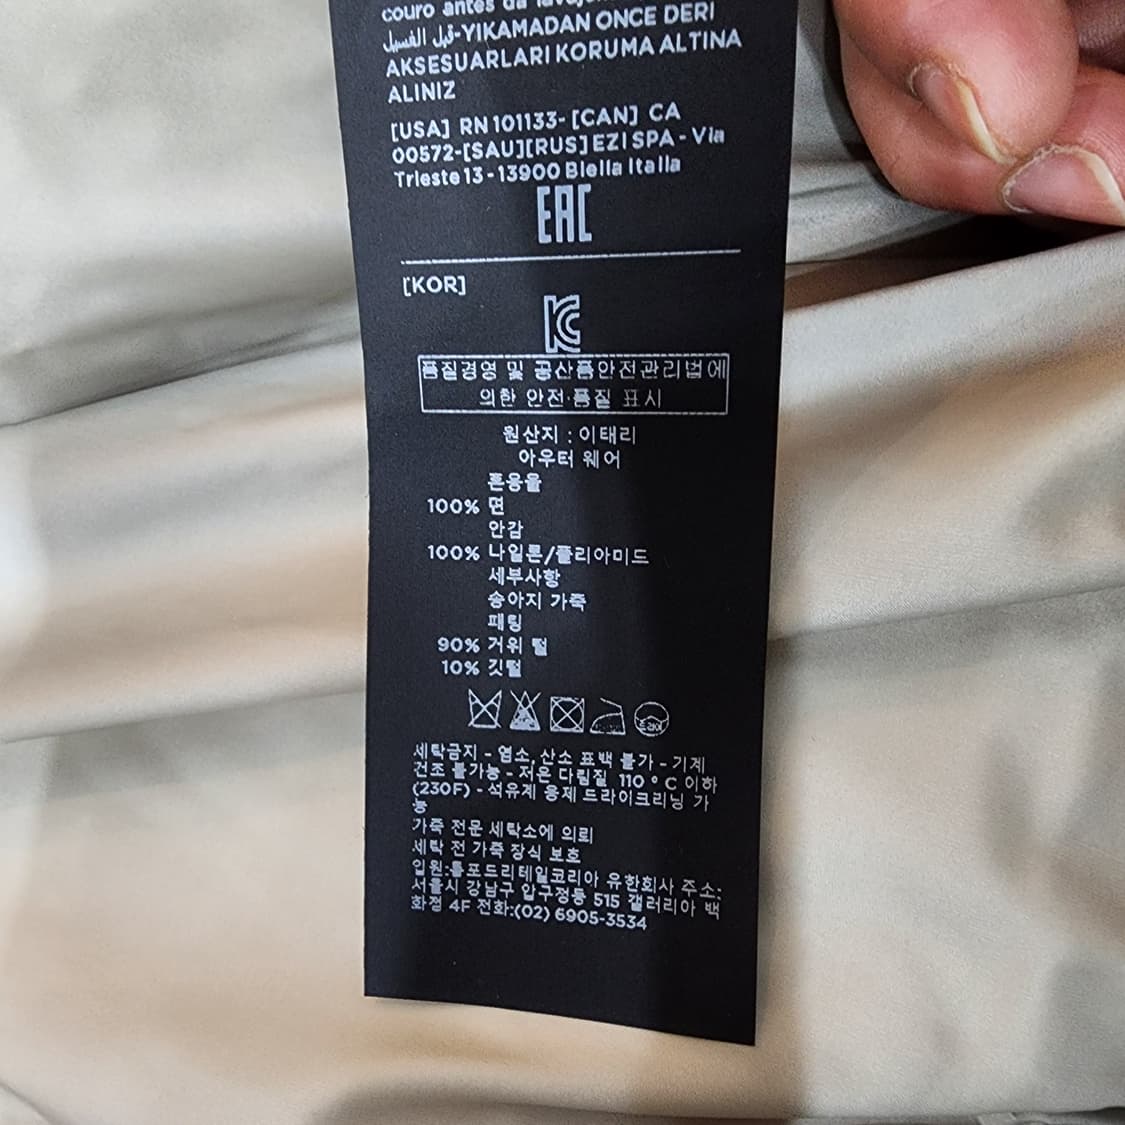 couro antes da
قبل الغسيل-YIKAMADAN ONCE DERI
AKSESUARLARI KORUMA ALTINA
ALINIZ
[USA] RN 101133- [CAN] CA
00572-[SAU][RUS] EZI SPA - Via
Trieste 13 - 13900 Biella Italia
EAC
[KOR]
KC
품질경영 및 공산품안전관리법에
의한 안전·품질 표시
원산지 : 이태리
아우터 웨어
혼용율
100% 면
안감
100% 나일론/폴리아미드
세부사항
송아지 가죽
패딩
90% 거위 털
10% 깃털
드라이
세탁금지 - 염소, 산소 표백 불가 - 기계
건조 불가능 - 저온 다림질 110 ° C 이하
(230F) - 석유계 용제 드라이크리닝 가
능
가죽 전문 세탁소에 의뢰
세탁 전 가죽 장식 보호
입원:톰포드리테일코리아 유한회사 주소:
서울시 강남구 압구정동 515 갤러리아 백
화점 4F 전화:(02) 6905-3534